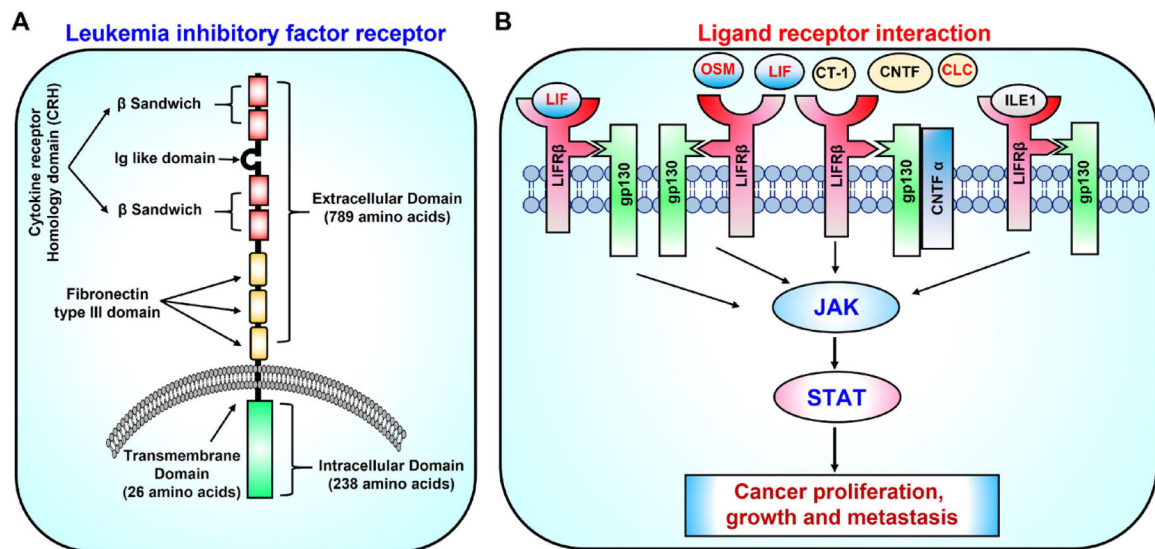 A
Leukemia inhibitory factor receptor
Cytokine receptor
Homology domain (CRH)
β Sandwich
Ig like domain
β Sandwich
Extracellular Domain
(789 amino acids)
Fibronectin
type III domain
Transmembrane
Domain
(26 amino acids)
Intracellular Domain
(238 amino acids)
B
Ligand receptor interaction
OSM
LIF
CT-1
CNTF
CLC
LIF
ILE1
LIFRβ
gp130
gp130
LIFRβ
LIFRβ
gp130
CNTF α
LIFRβ
gp130
JAK
STAT
Cancer proliferation,
growth and metastasis